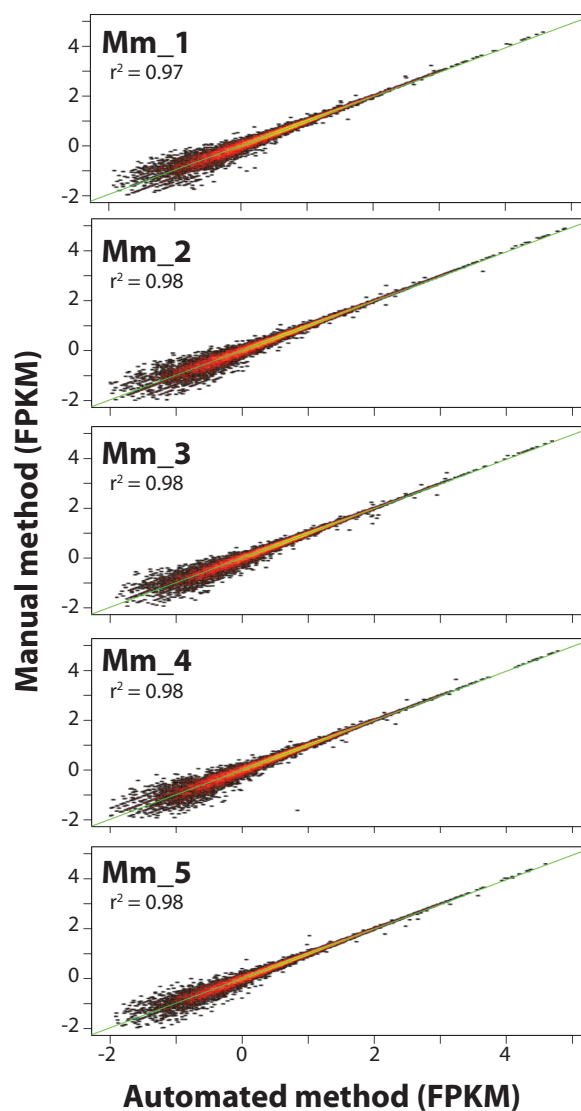 Mm_1
r² = 0.97
4
2
0
-2
Mm_2
r² = 0.98
4
2
0
-2
Mm_3
r² = 0.98
4
2
0
-2
Mm_4
r² = 0.98
4
2
0
-2
Mm_5
r² = 0.98
4
2
0
-2
Manual method (FPKM)
-2 0 2 4
Automated method (FPKM)